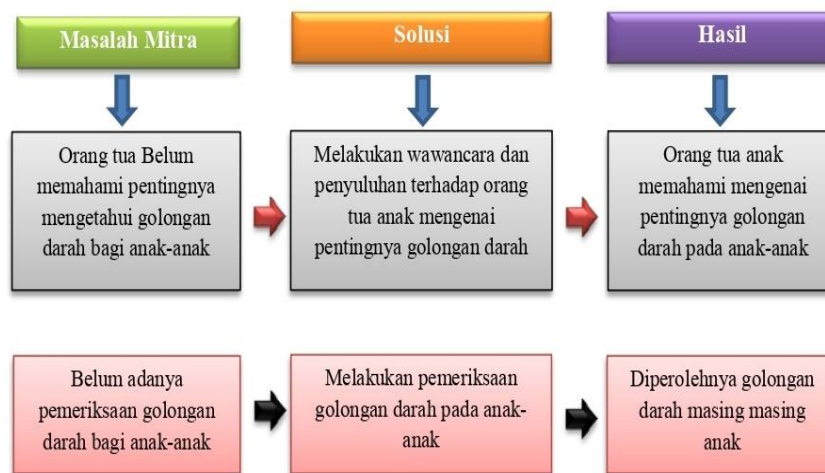 Masalah Mitra
Solusi
Hasil
Orang tua Belum
memahami pentingnya
mengetahui golongan
darah bagi anak-anak
Melakukan wawancara dan
penyuluhan terhadap orang
tua anak mengenai
pentingnya golongan darah
Orang tua anak
memahami mengenai
pentingnya golongan
darah pada anak-anak
Belum adanya
pemeriksaan golongan
darah bagi anak-anak
Melakukan pemeriksaan
golongan darah pada anak-
anak
Diperolehnya golongan
darah masing masing
anak